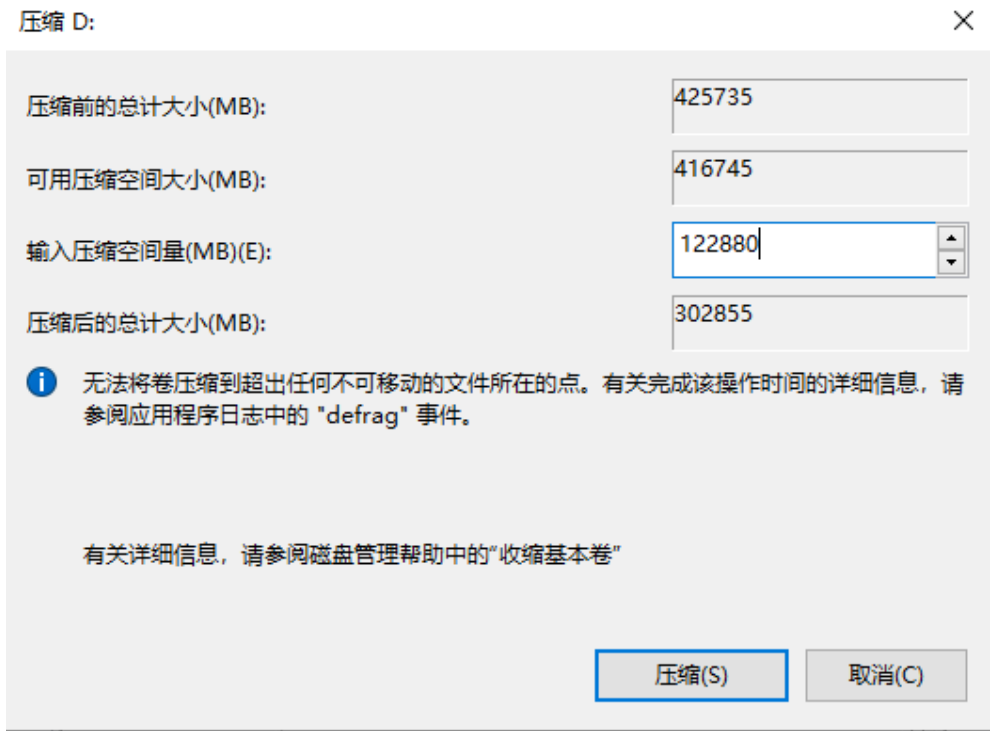 压缩 D:
压缩前的总计大小(MB):
425735
可用压缩空间大小(MB):
416745
输入压缩空间量(MB)(E):
122880
压缩后的总计大小(MB):
302855
无法将卷压缩到超出任何不可移动的文件所在的点。有关完成该操作时间的详细信息，请
参阅应用程序日志中的 "defrag" 事件。
有关详细信息，请参阅磁盘管理帮助中的“收缩基本卷”
压缩(S)
取消(C)